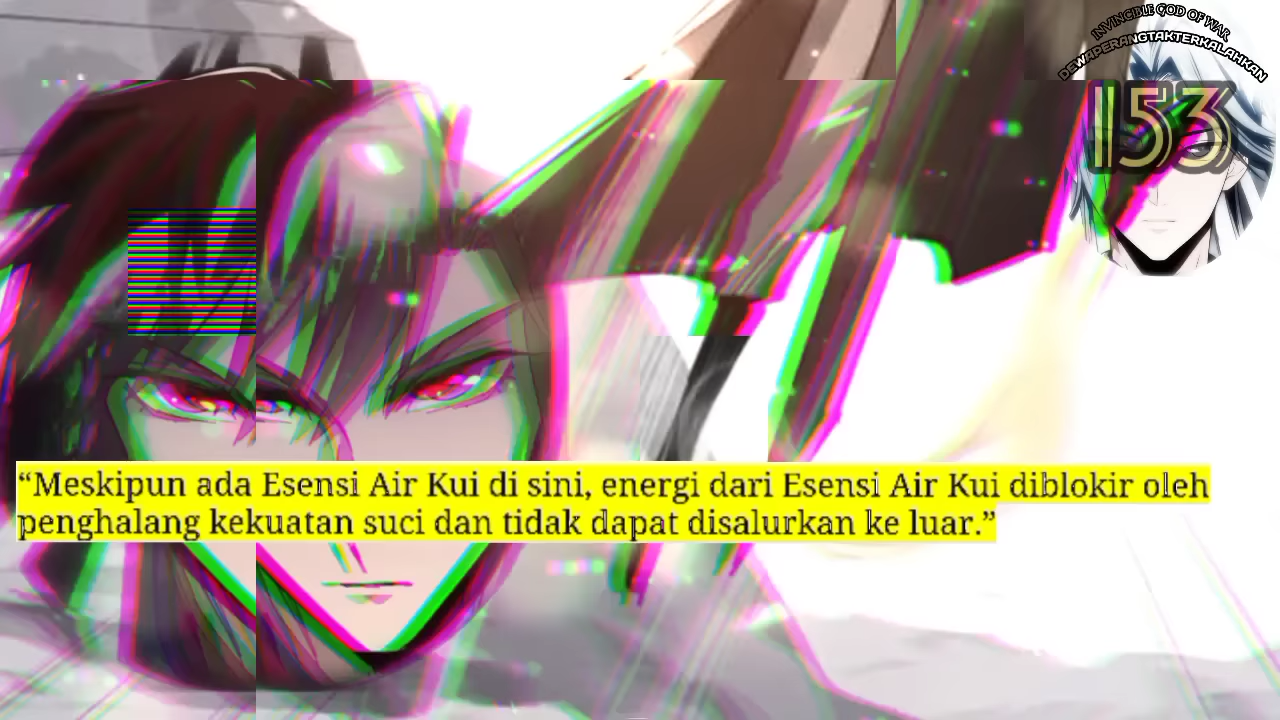 INVINCIBLE GOD OF WAR
DEWAPERANGTAKTERKALAHKAN
153
“Meskipun ada Esensi Air Kui di sini, energi dari Esensi Air Kui diblokir oleh
penghalang kekuatan suci dan tidak dapat disalurkan ke luar.”